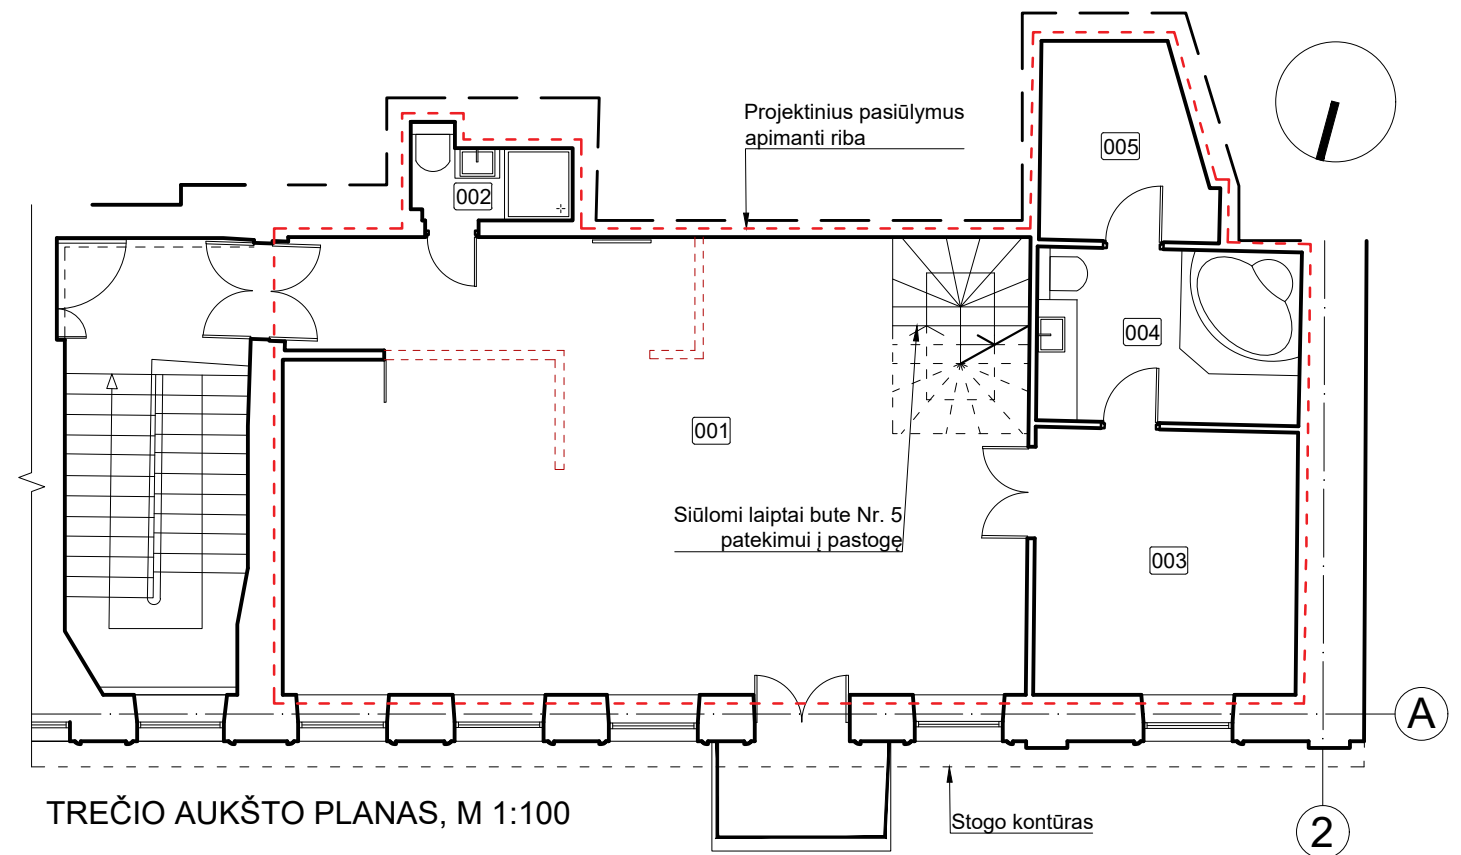 Projektinius pasiūlymus
apimanti riba
005
002
004
001
Siūlomi laiptai bute Nr. 5
patekimui į pastogę
003
A
TREČIO AUKŠTO PLANAS, M 1:100
Stogo kontūras
2